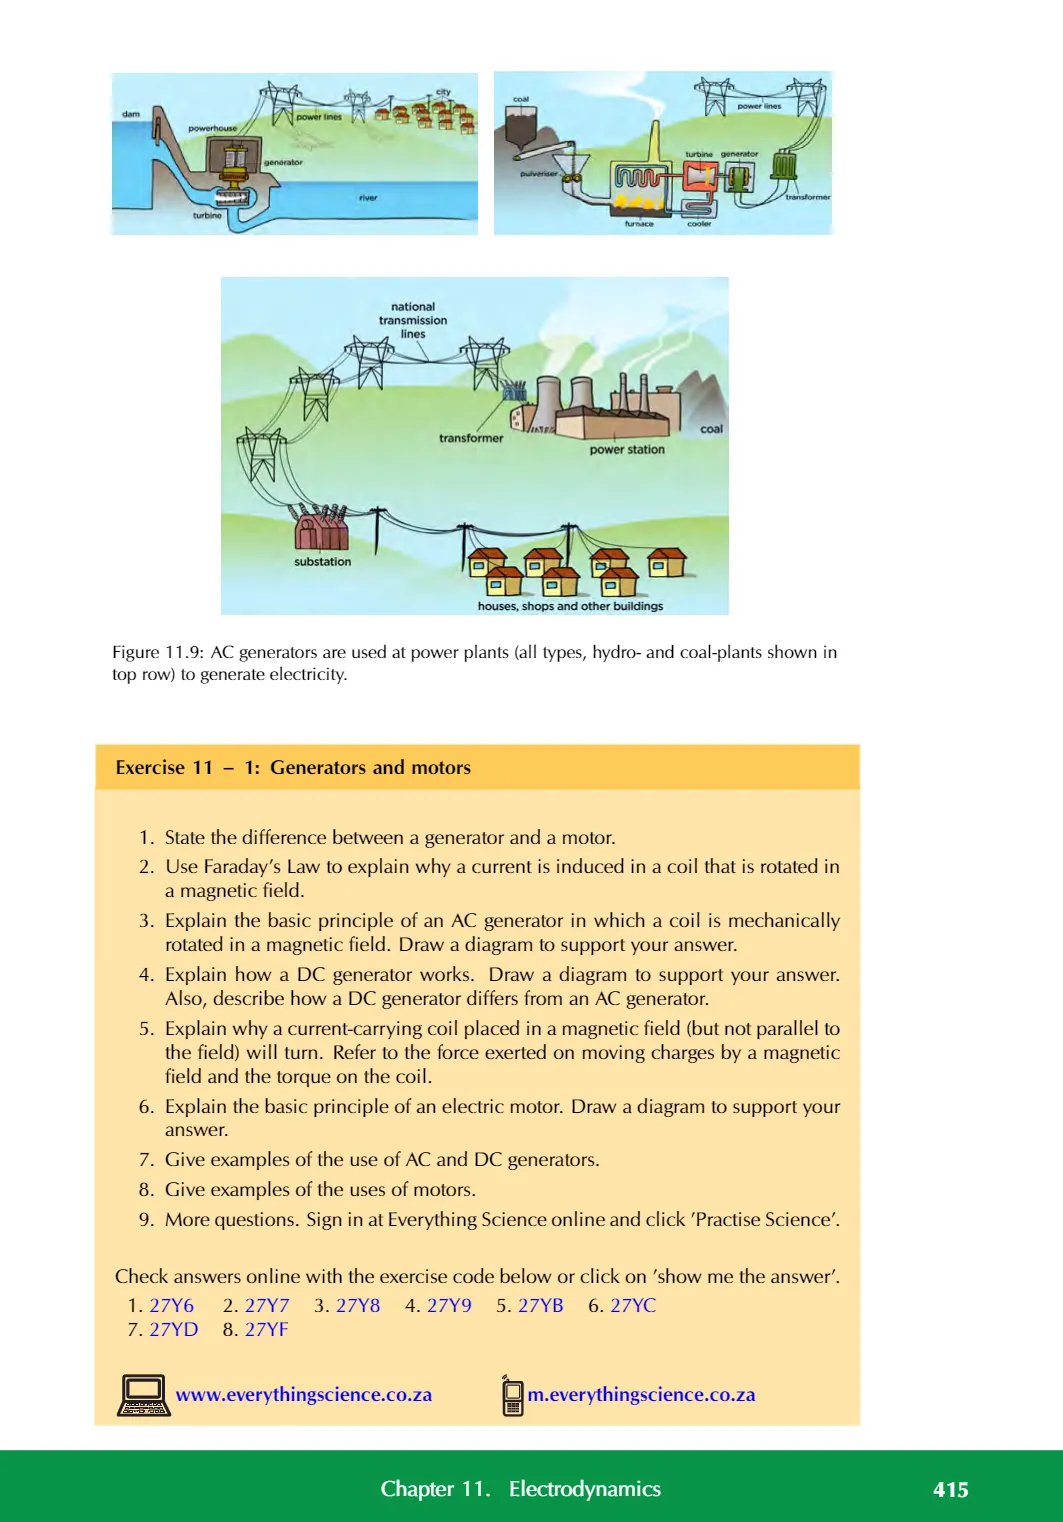 dam
powerhouse
power lines
city
generator
river
turbine
coal
power lines
pulveriser
turbine generator
transformer
furnace
cooler
national
transmission
lines
transformer
coal
power station
substation
houses, shops and other buildings
Figure 11.9: AC generators are used at power plants (all types, hydro- and coal-plants shown in
top row) to generate electricity.
Exercise 11 – 1: Generators and motors
1. State the difference between a generator and a motor.
2. Use Faraday’s Law to explain why a current is induced in a coil that is rotated in
a magnetic field.
3. Explain the basic principle of an AC generator in which a coil is mechanically
rotated in a magnetic field. Draw a diagram to support your answer.
4. Explain how a DC generator works. Draw a diagram to support your answer.
Also, describe how a DC generator differs from an AC generator.
5. Explain why a current-carrying coil placed in a magnetic field (but not parallel to
the field) will turn. Refer to the force exerted on moving charges by a magnetic
field and the torque on the coil.
6. Explain the basic principle of an electric motor. Draw a diagram to support your
answer.
7. Give examples of the use of AC and DC generators.
8. Give examples of the uses of motors.
9. More questions. Sign in at Everything Science online and click ’Practise Science’.
Check answers online with the exercise code below or click on ’show me the answer’.
1. 27Y6 2. 27Y7 3. 27Y8 4. 27Y9 5. 27YB 6. 27YC
7. 27YD 8. 27YF
www.everythingscience.co.za m.everythingscience.co.za
Chapter 11. Electrodynamics 415